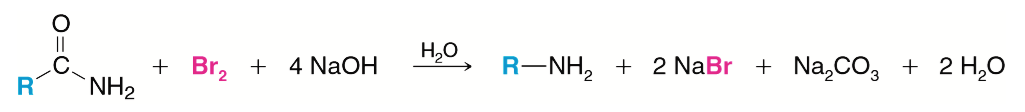 O
R C NH₂ + Br₂ + 4 NaOH H₂O R—NH₂ + 2 NaBr + Na₂CO₃ + 2 H₂O